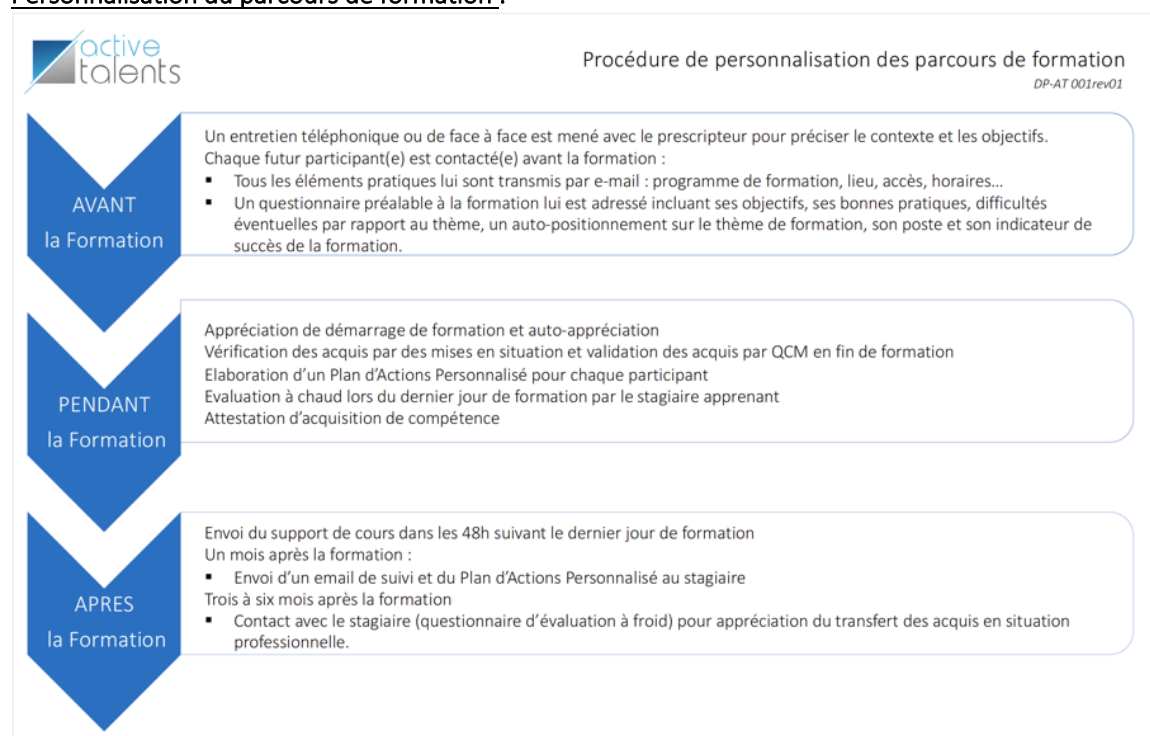 Personnalisation du parcours de formation :
active
talents
Procédure de personnalisation des parcours de formation
DP-AT 001rev01
AVANT
la Formation
Un entretien téléphonique ou de face à face est mené avec le prescripteur pour préciser le contexte et les objectifs.
Chaque futur participant(e) est contacté(e) avant la formation :
▪ Tous les éléments pratiques lui sont transmis par e-mail : programme de formation, lieu, accès, horaires…
▪ Un questionnaire préalable à la formation lui est adressé incluant ses objectifs, ses bonnes pratiques, difficultés
éventuelles par rapport au thème, un auto-positionnement sur le thème de formation, son poste et son indicateur de
succès de la formation.
PENDANT
la Formation
Appréciation de démarrage de formation et auto-appréciation
Vérification des acquis par des mises en situation et validation des acquis par QCM en fin de formation
Elaboration d'un Plan d'Actions Personnalisé pour chaque participant
Evaluation à chaud lors du dernier jour de formation par le stagiaire apprenant
Attestation d'acquisition de compétence
APRES
la Formation
Envoi du support de cours dans les 48h suivant le dernier jour de formation
Un mois après la formation :
▪ Envoi d'un email de suivi et du Plan d'Actions Personnalisé au stagiaire
Trois à six mois après la formation
▪ Contact avec le stagiaire (questionnaire d'évaluation à froid) pour appréciation du transfert des acquis en situation
professionnelle.